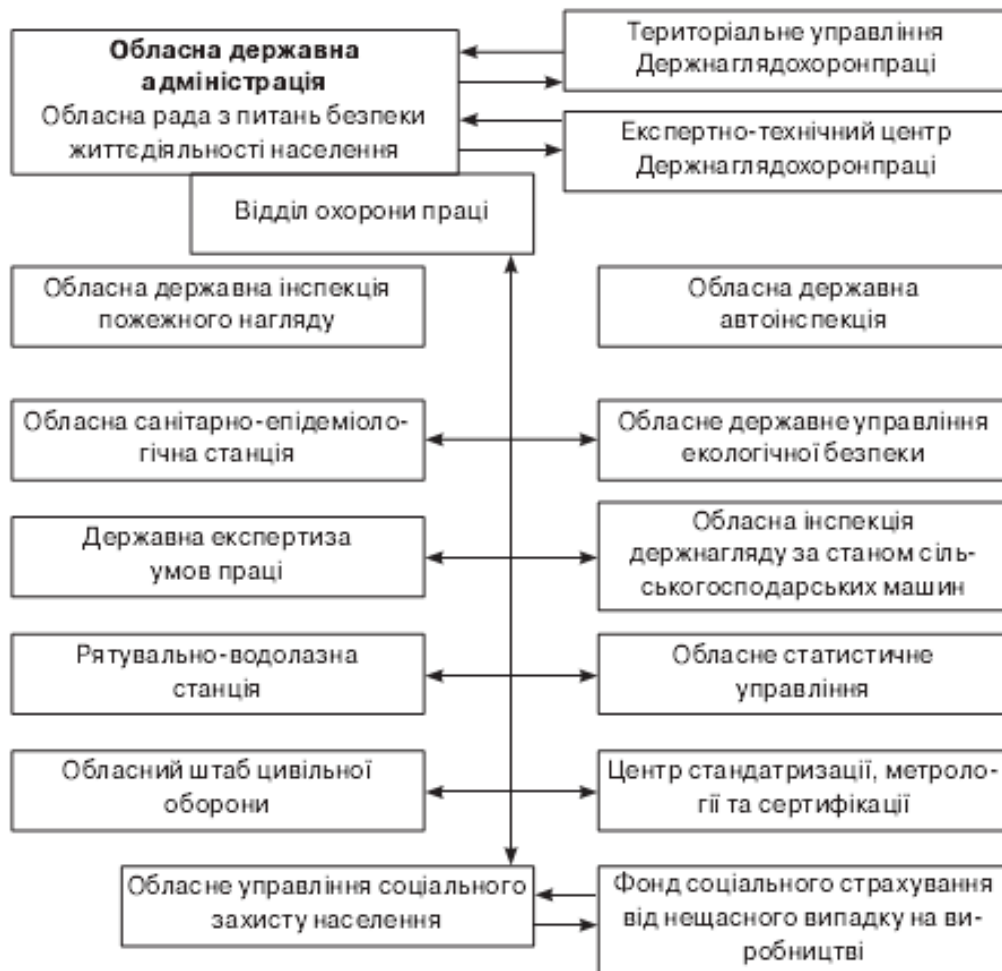 Обласна державна
адміністрація
Обласна рада з питань безпеки
життєдіяльності населення
Територіальне управління
Держнаглядохоронпраці
Експертно-технічний центр
Держнаглядохоронпраці
Відділ охорони праці
Обласна державна інспекція
пожежного нагляду
Обласна державна
автоінспекція
Обласна санітарно-епідеміоло-
гічна станція
Обласне державне управління
екологічної безпеки
Державна експертиза
умов праці
Обласна інспекція
держнагляду за станом сіль-
ськогосподарських машин
Рятувально-водолазна
станція
Обласне статистичне
управління
Обласний штаб цивільної
оборони
Центр стандатризації, метроло-
гії та сертифікації
Обласне управління соціального
захисту населення
Фонд соціального страхування
від нещасного випадку на ви-
робництві